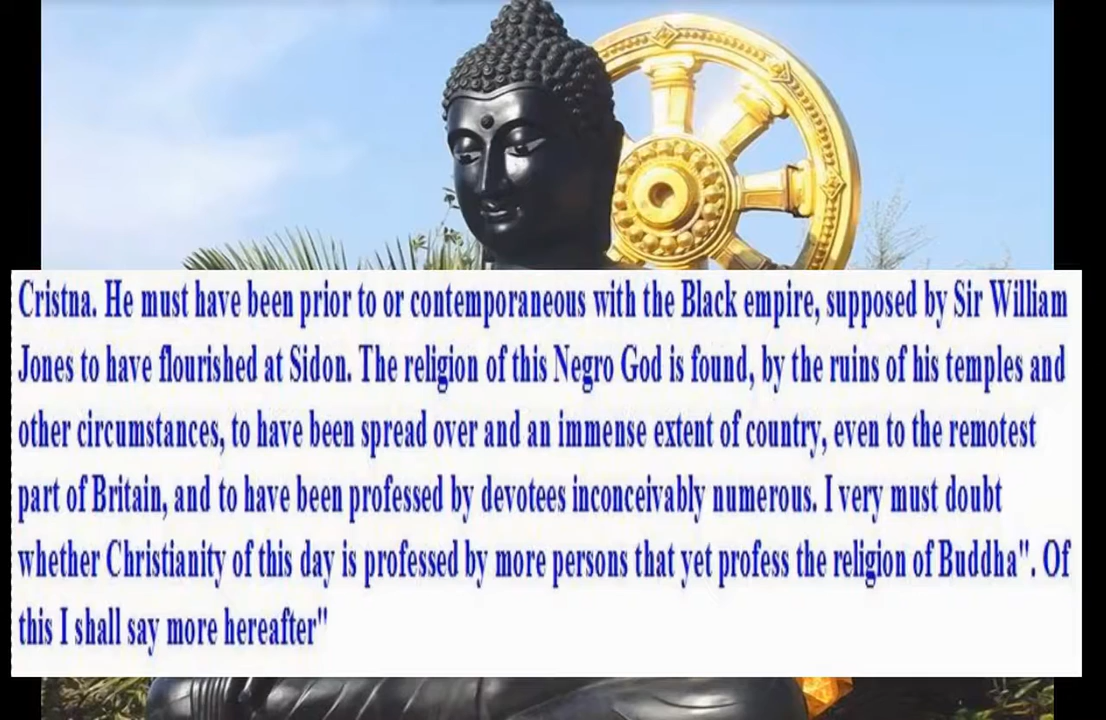 Cristna. He must have been prior to or contemporaneous with the Black empire, supposed by Sir William
Jones to have flourished at Sidon. The religion of this Negro God is found, by the ruins of his temples and
other circumstances, to have been spread over and an immense extent of country, even to the remotest
part of Britain, and to have been professed by devotees inconceivably numerous. I very must doubt
whether Christianity of this day is professed by more persons that yet profess the religion of Buddha". Of
this I shall say more hereafter"